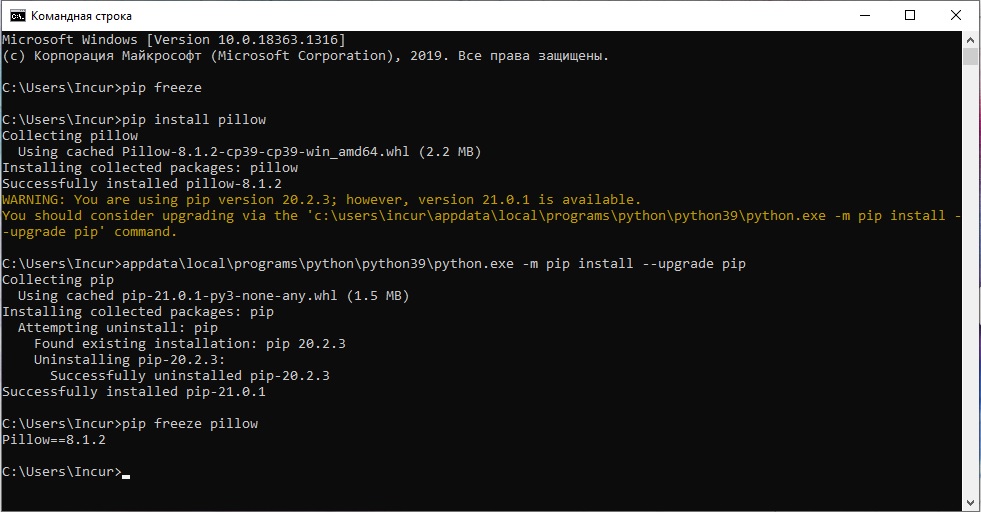 Командная строка
Microsoft Windows [Version 10.0.18363.1316]
(c) Корпорация Майкрософт (Microsoft Corporation), 2019. Все права защищены.
C:\Users\Incur>pip freeze
C:\Users\Incur>pip install pillow
Collecting pillow
  Using cached Pillow-8.1.2-cp39-cp39-win_amd64.whl (2.2 MB)
Installing collected packages: pillow
Successfully installed pillow-8.1.2
WARNING: You are using pip version 20.2.3; however, version 21.0.1 is available.
You should consider upgrading via the 'c:\users\incur\appdata\local\programs\python\python39\python.exe -m pip install -
-upgrade pip' command.
C:\Users\Incur>appdata\local\programs\python\python39\python.exe -m pip install --upgrade pip
Collecting pip
  Using cached pip-21.0.1-py3-none-any.whl (1.5 MB)
Installing collected packages: pip
  Attempting uninstall: pip
    Found existing installation: pip 20.2.3
    Uninstalling pip-20.2.3:
      Successfully uninstalled pip-20.2.3
Successfully installed pip-21.0.1
C:\Users\Incur>pip freeze pillow
Pillow==8.1.2
C:\Users\Incur>